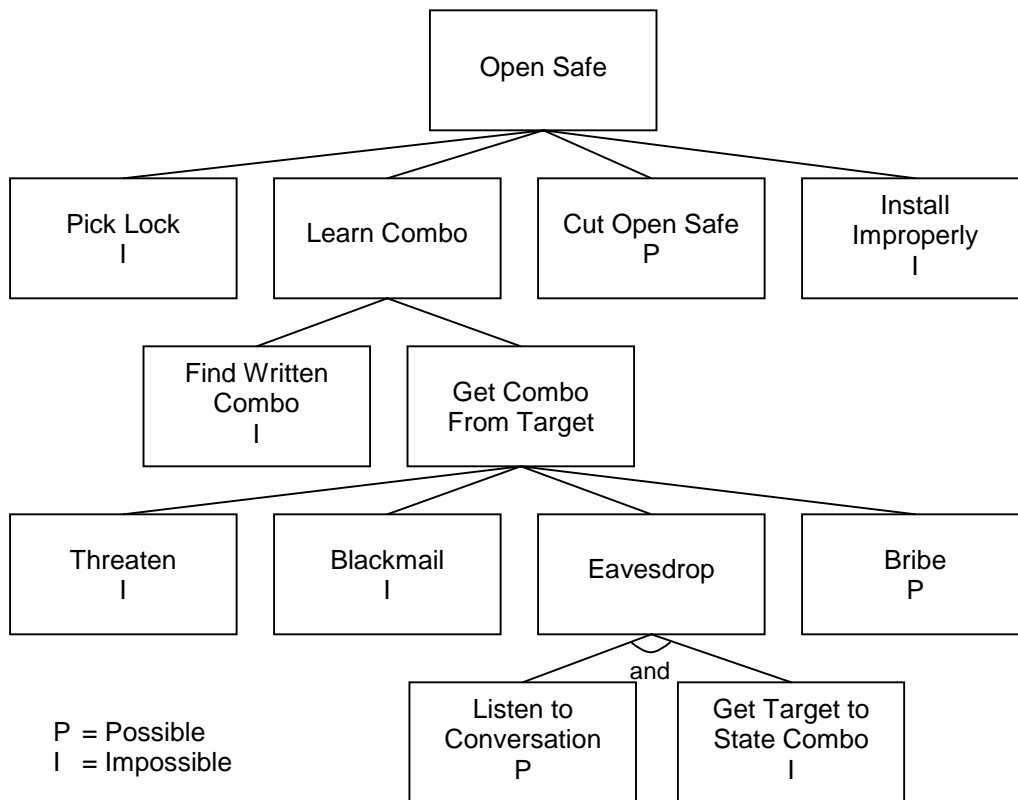 Open Safe
Pick Lock
I
Learn Combo
Cut Open Safe
P
Install
Improperly
I
Find Written
Combo
I
Get Combo
From Target
Threaten
I
Blackmail
I
Eavesdrop
Bribe
P
and
Listen to
Conversation
P
Get Target to
State Combo
I
P = Possible
I = Impossible